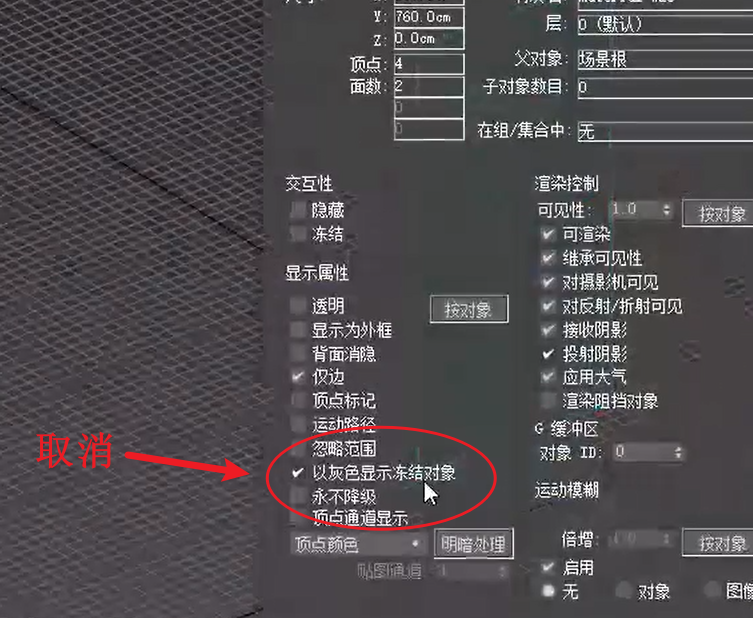 Y: 760.0cm
层: 0 (默认)
Z: 0.0cm
顶点: 4
父对象: 场景根
面数: 2
子对象数目: 0
0
0
在组/集合中: 无
交互性
隐藏
冻结
显示属性
透明
按对象
显示为外框
背面消隐
仅边
顶点标记
运动路径
忽略范围
以灰色显示冻结对象
永不降级
顶点通道显示
顶点颜色
明暗处理
贴图通道: 1
取消
渲染控制
可见性: 1.0
按对象
可渲染
继承可见性
对摄影机可见
对反射/折射可见
接收阴影
投射阴影
应用大气
渲染阻挡对象
G 缓冲区
对象 ID: 0
运动模糊
倍增: 1.0
按对象
启用
无
对象
图像